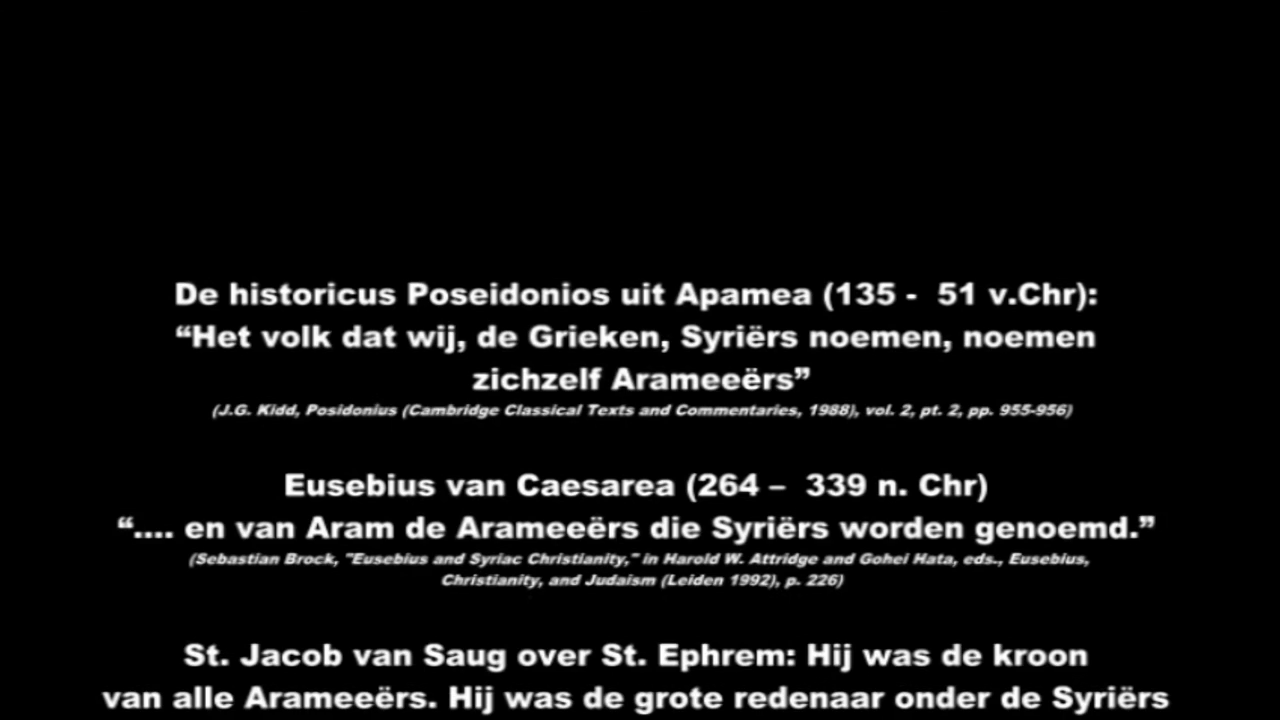 De historicus Poseidonios uit Apamea (135 -  51 v.Chr):
“Het volk dat wij, de Grieken, Syriërs noemen, noemen
zichzelf Arameeërs”
(J.G. Kidd, Posidonius (Cambridge Classical Texts and Commentaries, 1988), vol. 2, pt. 2, pp. 955-956)
Eusebius van Caesarea (264 –  339 n. Chr)
“.... en van Aram de Arameeërs die Syriërs worden genoemd.”
(Sebastian Brock, "Eusebius and Syriac Christianity," in Harold W. Attridge and Gohei Hata, eds., Eusebius,
Christianity, and Judaism (Leiden 1992), p. 226)
St. Jacob van Saug over St. Ephrem: Hij was de kroon
van alle Arameeërs. Hij was de grote redenaar onder de Syriërs